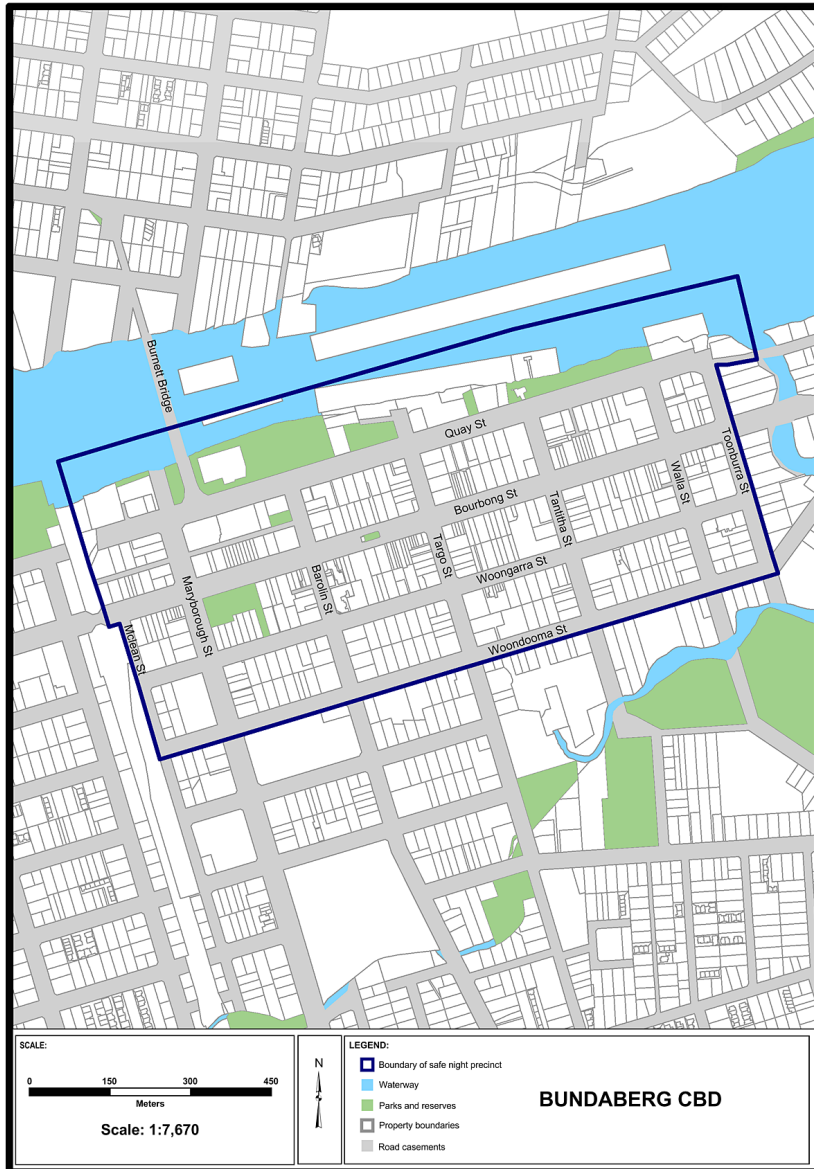 Burnett Bridge
Quay St
Bourbong St
Toonburra St
Walla St
Tantitha St
Targo St
Woongarra St
Barolin St
Maryborough St
Mclean St
Woondooma St
SCALE:
0 150 300 450
Meters
Scale: 1:7,670
N
LEGEND:
Boundary of safe night precinct
Waterway
Parks and reserves
Property boundaries
Road casements
BUNDABERG CBD